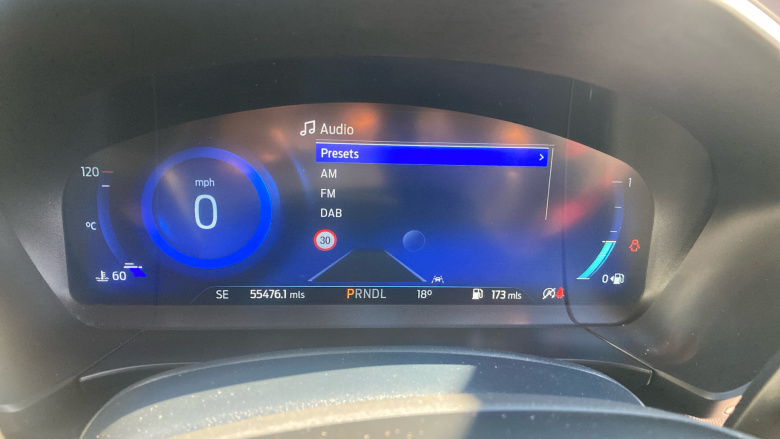 Audio
Presets
120
mph
AM
1
0
FM
°C
DAB
30
60
0
SE 55476.1 mls PRNDL 18° 173 mls